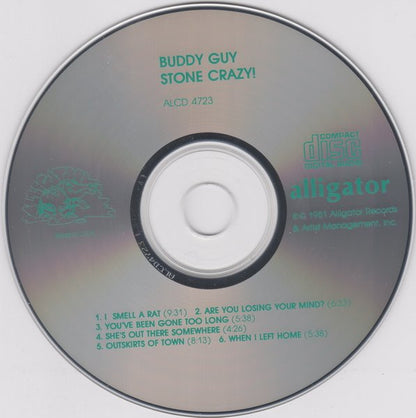 BUDDY GUY
STONE CRAZY!
ALCD 4723
COMPACT
disc
DIGITAL AUDIO
alligator
℗© 1981 Alligator Records
& Artist Management, Inc.
1. I SMELL A RAT (9:31) 2. ARE YOU LOSING YOUR MIND? (6:33)
3. YOU'VE BEEN GONE TOO LONG (5:38)
4. SHE'S OUT THERE SOMEWHERE (4:26)
5. OUTSKIRTS OF TOWN (8:13) 6. WHEN I LEFT HOME (5:35)